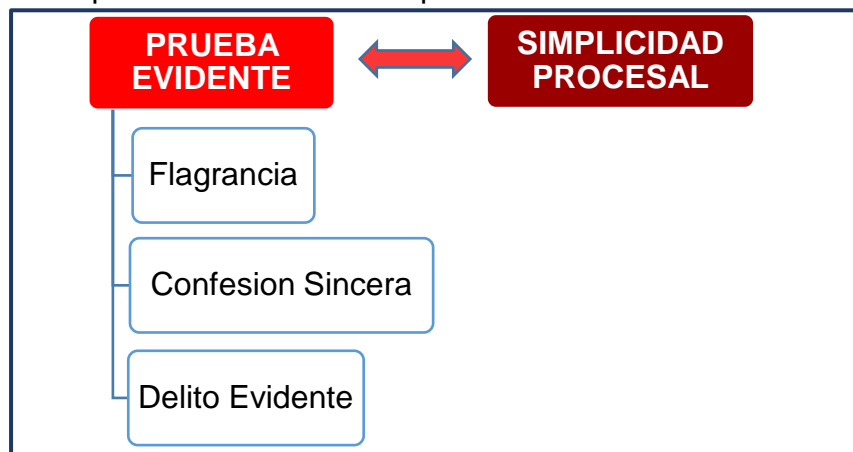 PRUEBA
EVIDENTE
SIMPLICIDAD
PROCESAL
Flagrancia
Confesion Sincera
Delito Evidente